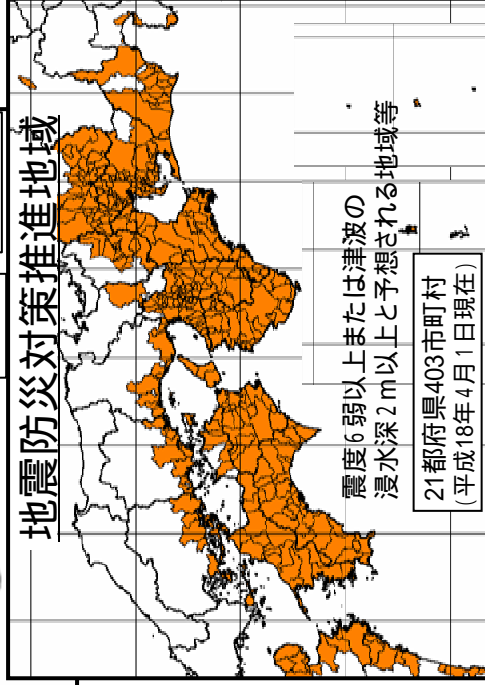 地震防災対策推進地域
震度6弱以上または津波の
浸水深2m以上と予想される地域等
21都府県403市町村
(平成18年4月1日現在)